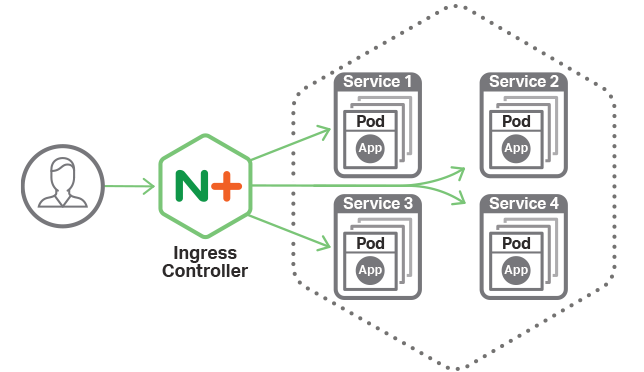 N+
Ingress
Controller
Service 1
Pod
App
Service 2
Pod
App
Service 3
Pod
App
Service 4
Pod
App